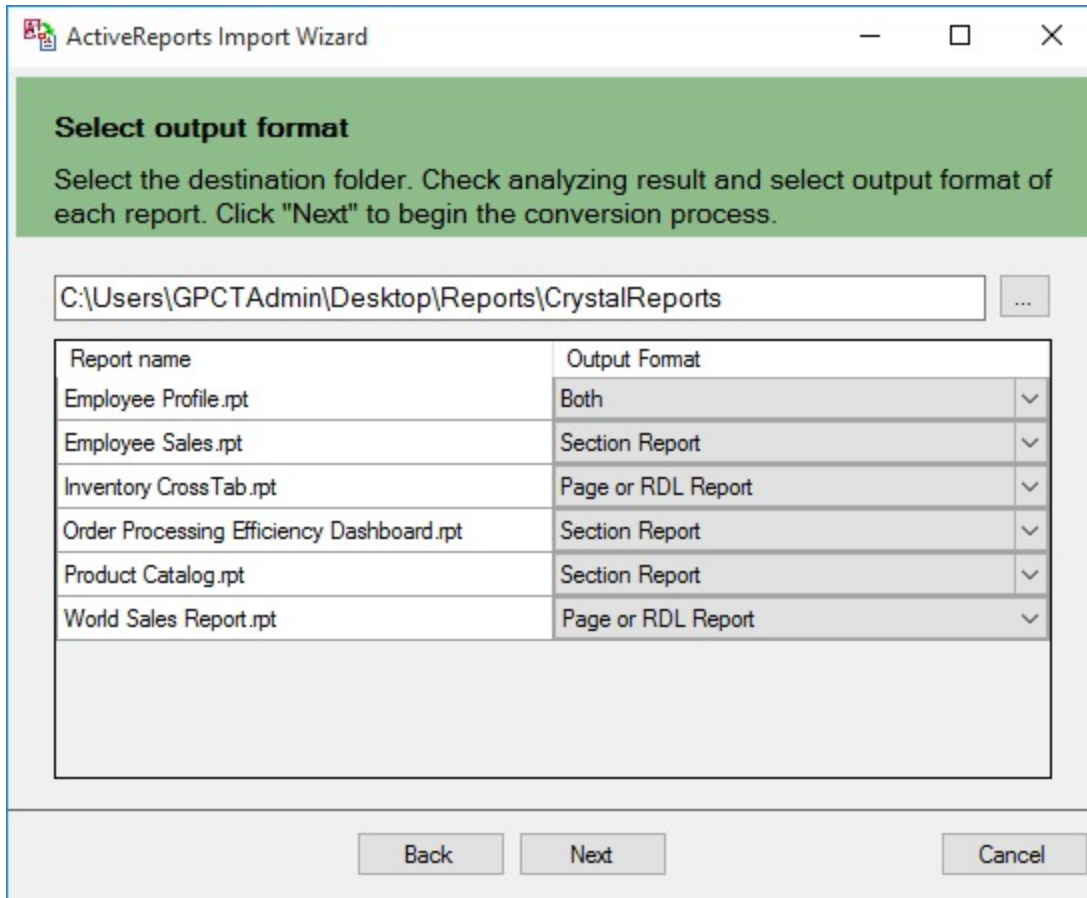 ActiveReports Import Wizard
Select output format
Select the destination folder. Check analyzing result and select output format of
each report. Click "Next" to begin the conversion process.
C:\Users\GPCTAdmin\Desktop\Reports\CrystalReports
...
Report name Output Format
Employee Profile.rpt Both
Employee Sales.rpt Section Report
Inventory CrossTab.rpt Page or RDL Report
Order Processing Efficiency Dashboard.rpt Section Report
Product Catalog.rpt Section Report
World Sales Report.rpt Page or RDL Report
Back Next Cancel